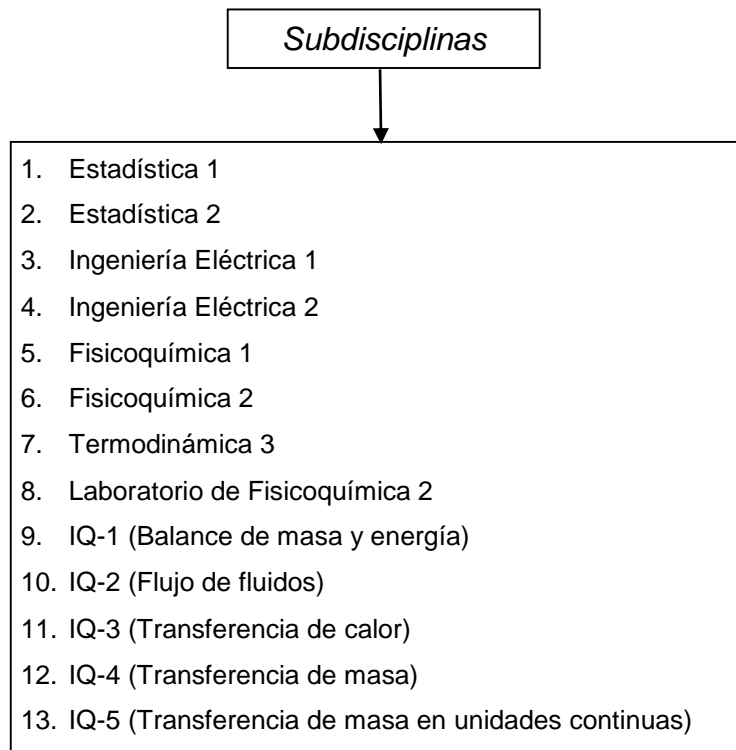 Subdisciplinas
1. Estadística 1
2. Estadística 2
3. Ingeniería Eléctrica 1
4. Ingeniería Eléctrica 2
5. Fisicoquímica 1
6. Fisicoquímica 2
7. Termodinámica 3
8. Laboratorio de Fisicoquímica 2
9. IQ-1 (Balance de masa y energía)
10. IQ-2 (Flujo de fluidos)
11. IQ-3 (Transferencia de calor)
12. IQ-4 (Transferencia de masa)
13. IQ-5 (Transferencia de masa en unidades continuas)